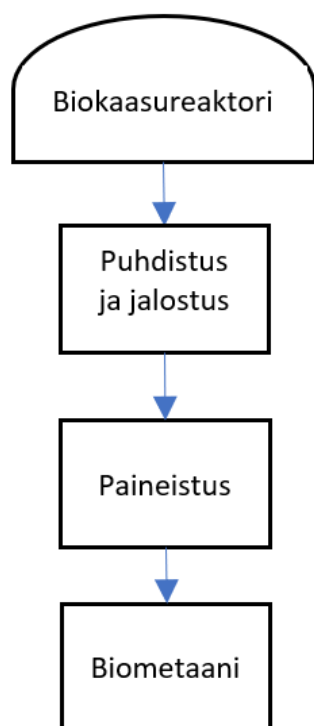 Biokaasureaktori
Puhdistus
ja jalostus
Paineistus
Biometaani